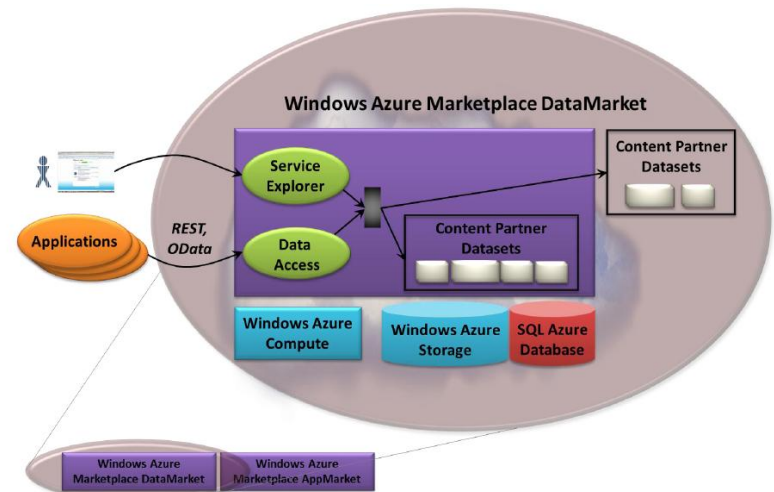 Windows Azure Marketplace DataMarket
Service
Explorer
Content Partner
Datasets
REST,
OData
Applications
Data
Access
Content Partner
Datasets
Windows Azure
Compute
Windows Azure
Storage
SQL Azure
Database
Windows Azure
Marketplace DataMarket
Windows Azure
Marketplace AppMarket